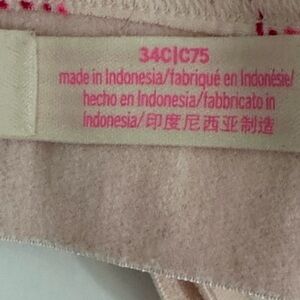 34C|C75
made in Indonesia/fabriqué en Indonésie/
hecho en Indonesia/fabbricato in
Indonesia/印度尼西亚制造